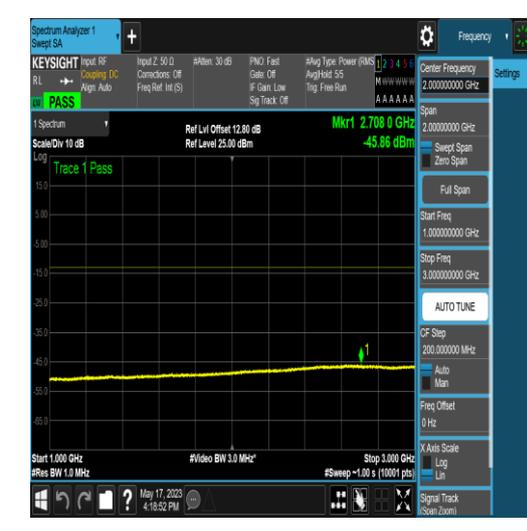 Spectrum Analyzer 1
Swept SA
Frequency
KEYSIGHT
Input: RF
Input Z: 50 Ω
#Atten: 30 dB
PNO: Fast
#Avg Type: Power (RMS
1 2 3 4 5 6
RL
Coupling: DC
Corrections: Off
Gate: Off
Avg|Hold: 5/5
Align: Auto
Freq Ref: Int (S)
IF Gain: Low
Trig: Free Run
M W W W W W
Sig Track: Off
A A A A A A
PASS
1 Spectrum
Scale/Div 10 dB
Ref Lvl Offset 12.80 dB
Ref Level 25.00 dBm
Mkr1 2.708 0 GHz
-45.86 dBm
Log
Trace 1 Pass
15.0
5.00
-5.00
-15.0
-25.0
-35.0
-45.0
-55.0
-65.0
1
Start 1.000 GHz
#Video BW 3.0 MHz*
Stop 3.000 GHz
#Res BW 1.0 MHz
#Sweep ~1.00 s (10001 pts)
May 17, 2023
4:18:52 PM
?
Center Frequency
2.000000000 GHz
Settings
Span
2.00000000 GHz
Swept Span
Zero Span
Full Span
Start Freq
1.000000000 GHz
Stop Freq
3.000000000 GHz
AUTO TUNE
CF Step
200.000000 MHz
Auto
Man
Freq Offset
0 Hz
X Axis Scale
Log
Lin
Signal Track
(Span Zoom)